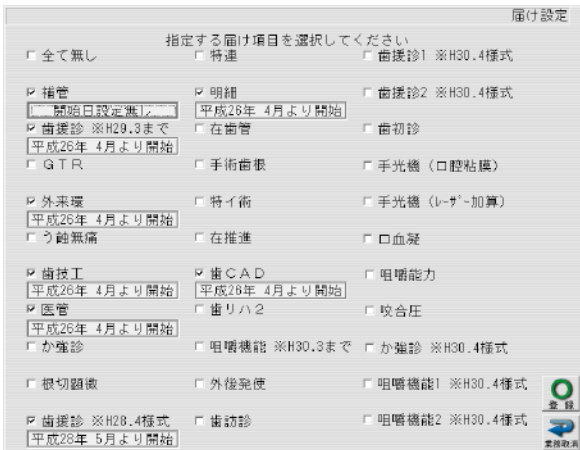 届け設定
指定する届け項目を選択してください
全て無し
特連
歯援診1 ※H30.4様式
補管
明細
歯援診2 ※H30.4様式
開始日設定無し
平成26年 4月より開始
歯援診 ※H29.3まで
在歯管
歯初診
平成26年 4月より開始
GTR
手術歯根
手光機（口腔粘膜）
外来環
特イ術
手光機（ﾚｰｻﾞｰ加算）
平成26年 4月より開始
う蝕無痛
在推進
口血凝
歯技工
歯CAD
咀嚼能力
平成26年 4月より開始
平成26年 4月より開始
医管
歯リハ2
咬合圧
平成26年 4月より開始
か強診
咀嚼機能 ※H30.3まで
か強診 ※H30.4様式
根切顕微
外後発使
咀嚼機能1 ※H30.4様式
登録
歯援診 ※H28.4様式
歯訪診
咀嚼機能2 ※H30.4様式
平成28年 5月より開始
業務取消